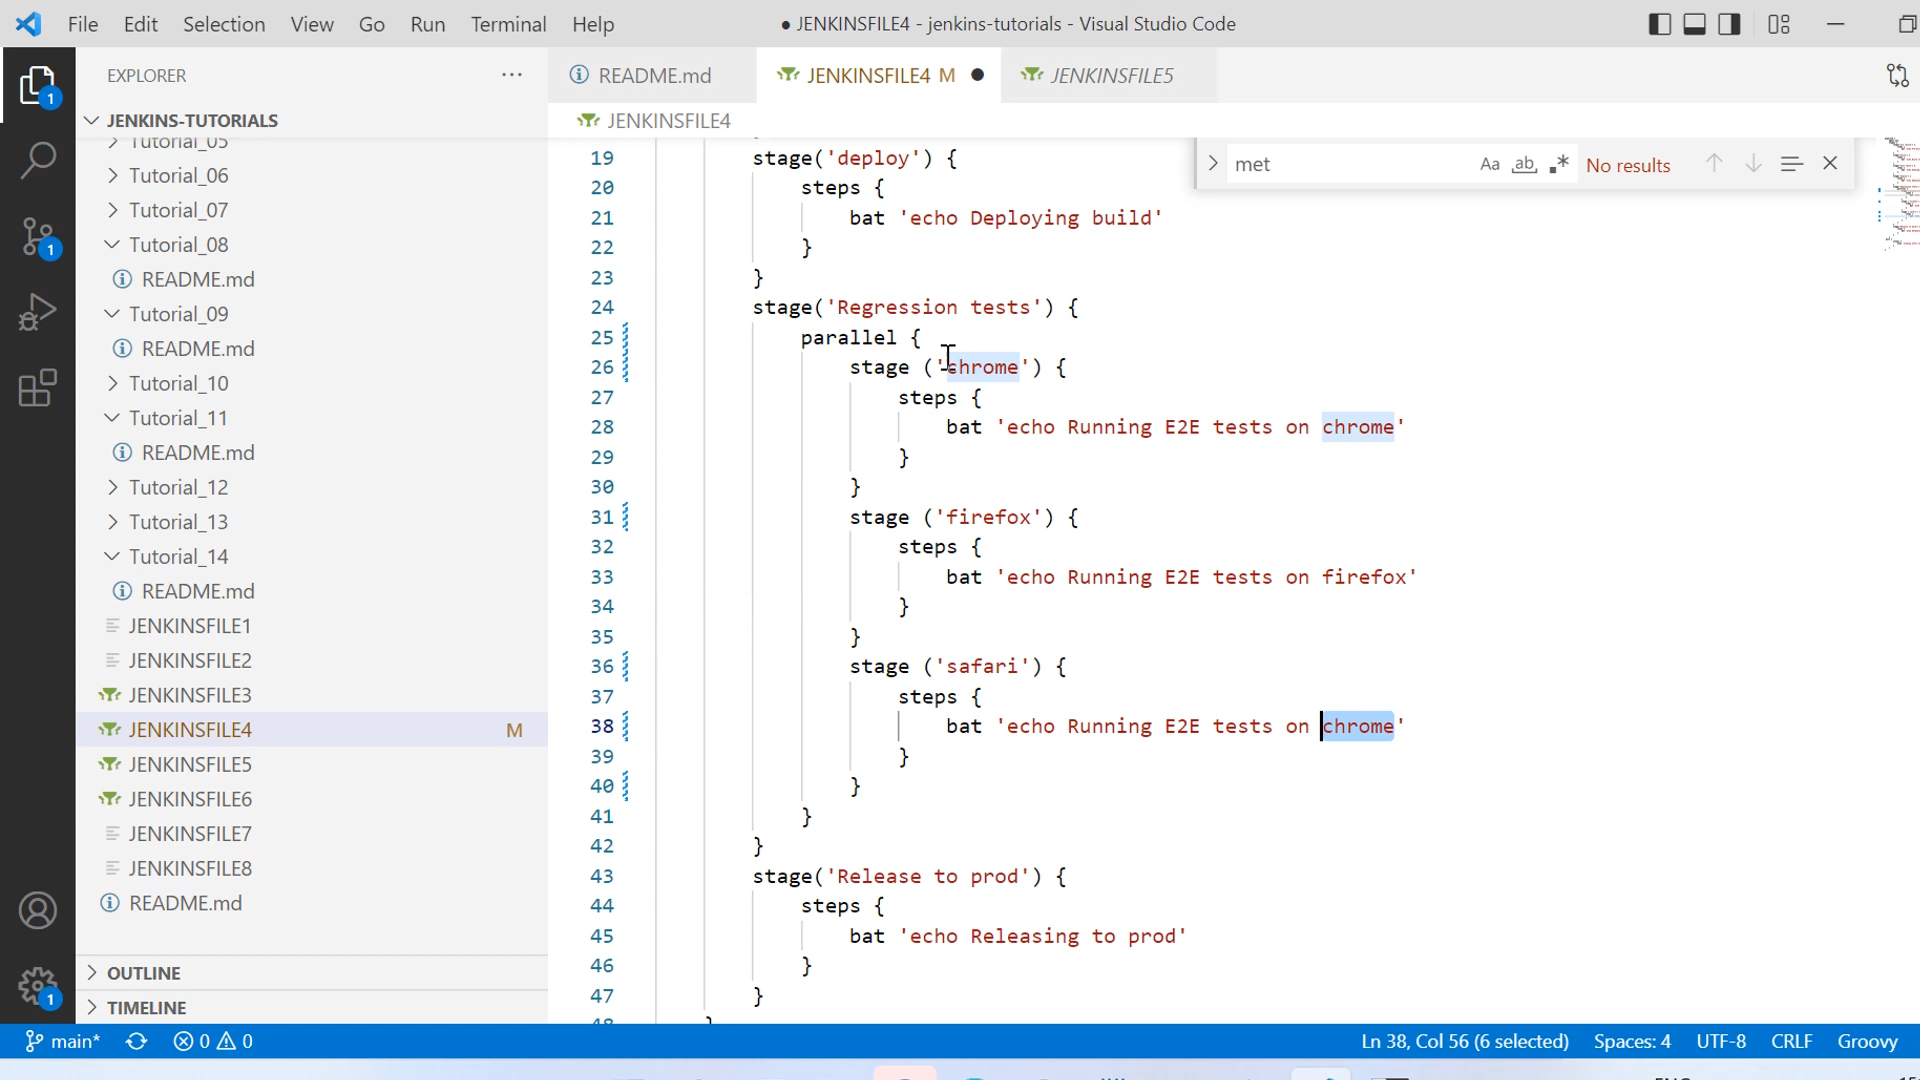 File Edit Selection View Go Run Terminal Help
● JENKINSFILE4 - jenkins-tutorials - Visual Studio Code
EXPLORER
README.md
JENKINSFILE4 M
JENKINSFILE5
JENKINS-TUTORIALS
JENKINSFILE4
met
Aa
ab
No results
Tutorial_05
Tutorial_06
Tutorial_07
Tutorial_08
README.md
Tutorial_09
README.md
Tutorial_10
Tutorial_11
README.md
Tutorial_12
Tutorial_13
Tutorial_14
README.md
JENKINSFILE1
JENKINSFILE2
JENKINSFILE3
JENKINSFILE4 M
JENKINSFILE5
JENKINSFILE6
JENKINSFILE7
JENKINSFILE8
README.md
OUTLINE
TIMELINE
1
1
1
19 stage('deploy') {
20 steps {
21 bat 'echo Deploying build'
22 }
23 }
24 stage('Regression tests') {
25 parallel {
26 stage ('chrome') {
27 steps {
28 bat 'echo Running E2E tests on chrome'
29 }
30 }
31 stage ('firefox') {
32 steps {
33 bat 'echo Running E2E tests on firefox'
34 }
35 }
36 stage ('safari') {
37 steps {
38 bat 'echo Running E2E tests on chrome'
39 }
40 }
41 }
42 }
43 stage('Release to prod') {
44 steps {
45 bat 'echo Releasing to prod'
46 }
47 }
main* 0 0 Ln 38, Col 56 (6 selected) Spaces: 4 UTF-8 CRLF Groovy